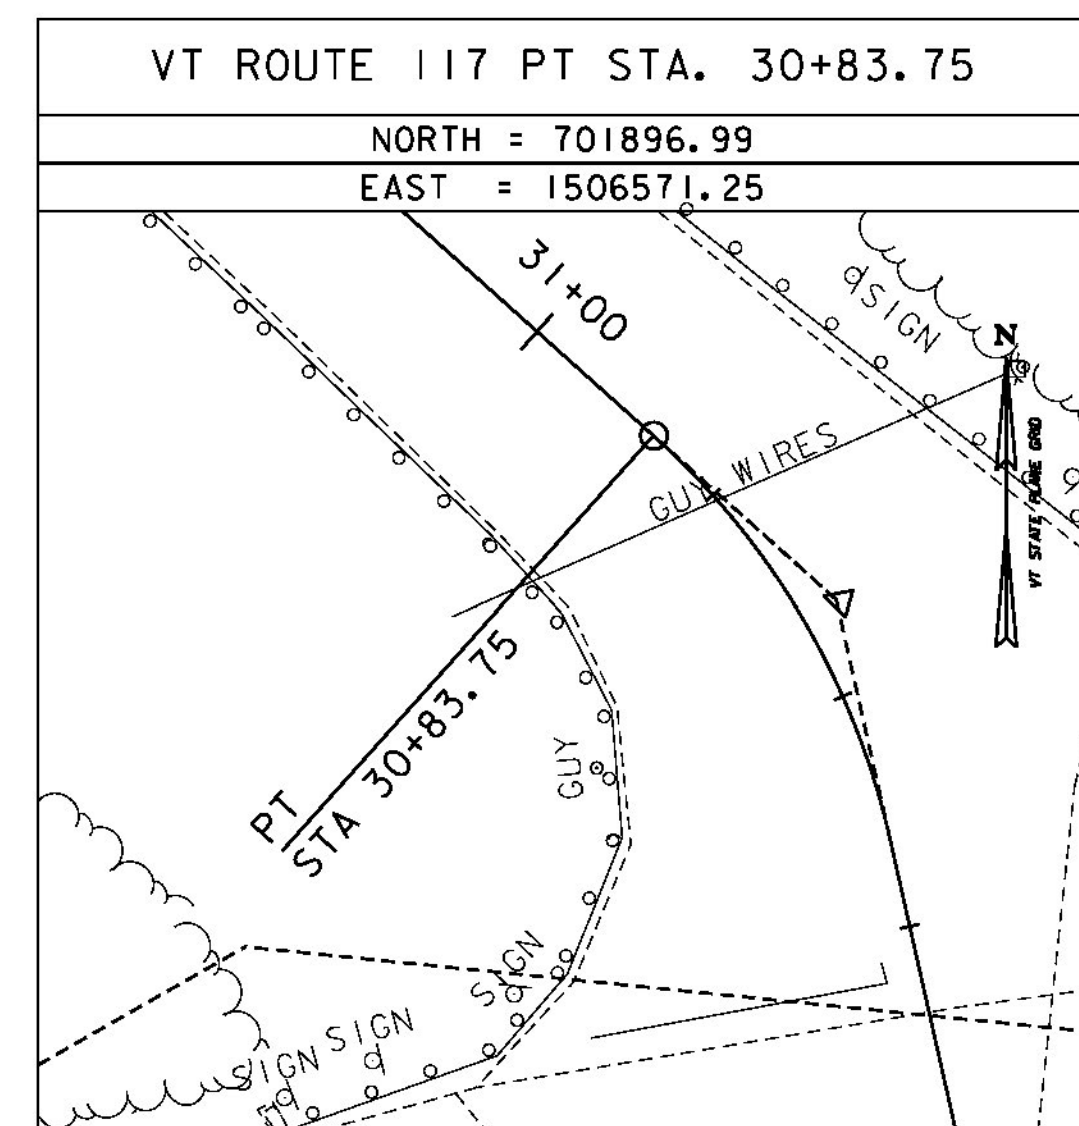 VT ROUTE 117 PT STA. 30+83.75
NORTH = 701896.99
EAST = 1506571.25
31+00
SIGN
N
VT STATE PLANE GRID
GUY WIRES
PT
STA 30+83.75
GUY
SIGN
SIGN
SIGN